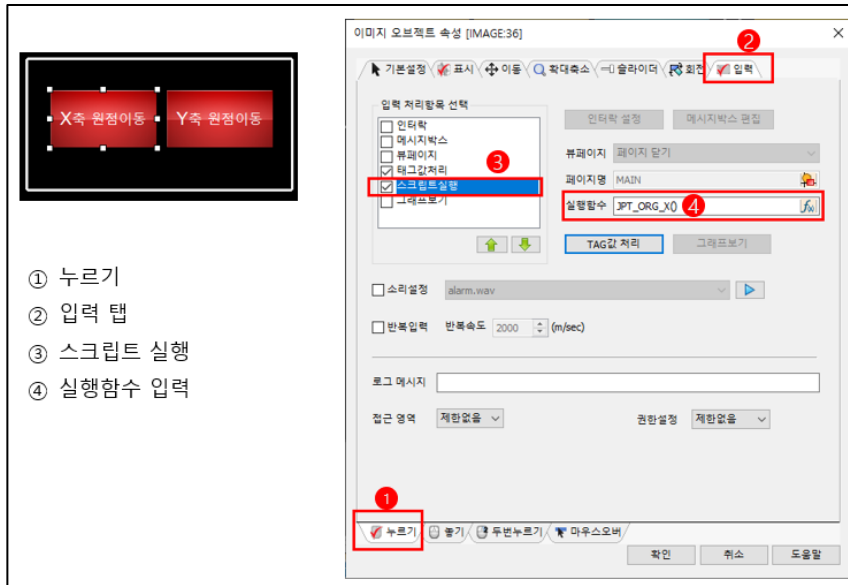 X축 원점이동
Y축 원점이동
① 누르기
② 입력 탭
③ 스크립트 실행
④ 실행함수 입력
이미지 오브젝트 속성 [IMAGE:36]
2
기본설정 표시 이동 확대축소 슬라이더 회전 입력
입력 처리항목 선택
인터락
메시지박스
뷰페이지
태그값처리
스크립트실행
그래프보기
3
인터락 설정 메시지박스 편집
뷰페이지 페이지 닫기
페이지명 MAIN
실행함수 JPT_ORG_X() 4 f(x)
TAG값 처리 그래프보기
소리설정 alarm.wav
반복입력 반복속도 2000 (m/sec)
로그 메시지
접근 영역 제한없음 권한설정 제한없음
1
누르기 놓기 두번누르기 마우스오버
확인 취소 도움말